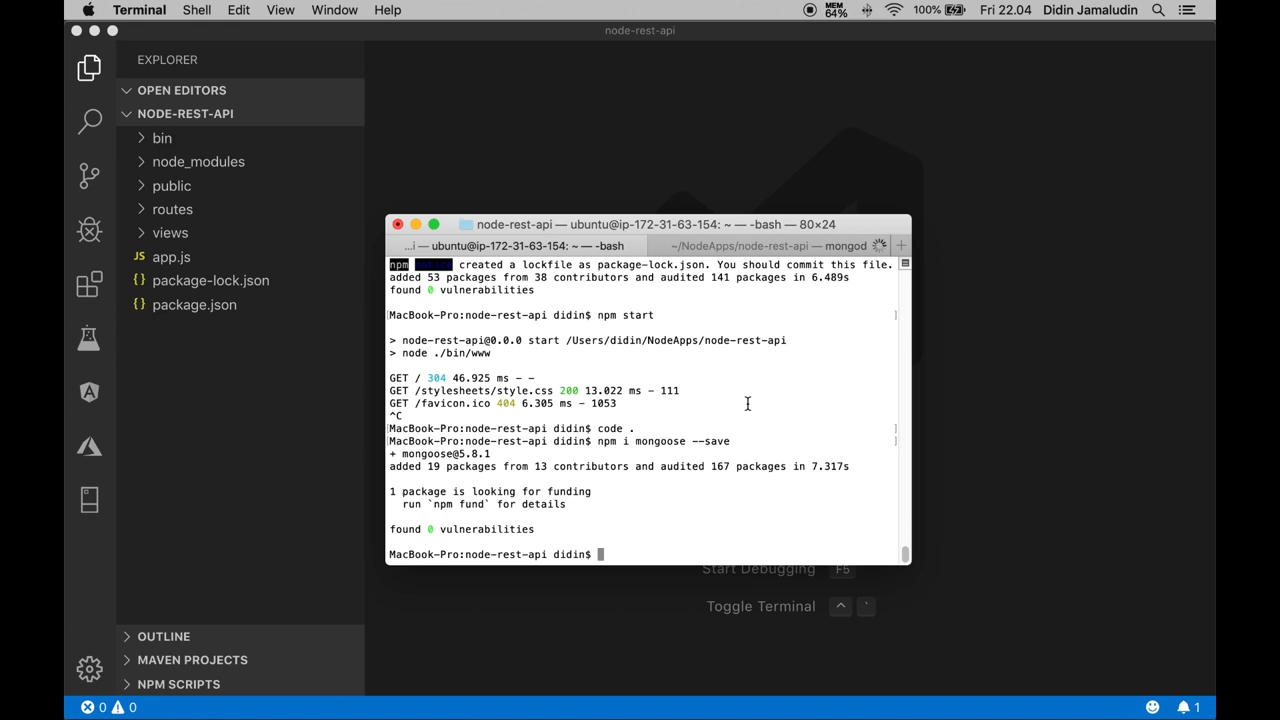 Terminal Shell Edit View Window Help MEM 64% 100% Fri 22.04 Didin Jamaludin
node-rest-api
EXPLORER
OPEN EDITORS
NODE-REST-API
bin
node_modules
public
routes
views
app.js
{} package-lock.json
{} package.json
node-rest-api — ubuntu@ip-172-31-63-154: ~ — -bash — 80×24
...i — ubuntu@ip-172-31-63-154: ~ — -bash ~/NodeApps/node-rest-api — mongod +
npm created a lockfile as package-lock.json. You should commit this file.
added 53 packages from 38 contributors and audited 141 packages in 6.489s
found 0 vulnerabilities
[MacBook-Pro:node-rest-api didin$ npm start ]
> node-rest-api@0.0.0 start /Users/didin/NodeApps/node-rest-api
> node ./bin/www
GET / 304 46.925 ms - -
GET /stylesheets/style.css 200 13.022 ms - 111
GET /favicon.ico 404 6.305 ms - 1053
^C
[MacBook-Pro:node-rest-api didin$ code . ]
[MacBook-Pro:node-rest-api didin$ npm i mongoose --save ]
+ mongoose@5.8.1
added 19 packages from 13 contributors and audited 167 packages in 7.317s
1 package is looking for funding
run `npm fund` for details
found 0 vulnerabilities
MacBook-Pro:node-rest-api didin$
Start Debugging F5
Toggle Terminal ^ `
OUTLINE
MAVEN PROJECTS
NPM SCRIPTS
0 0 1